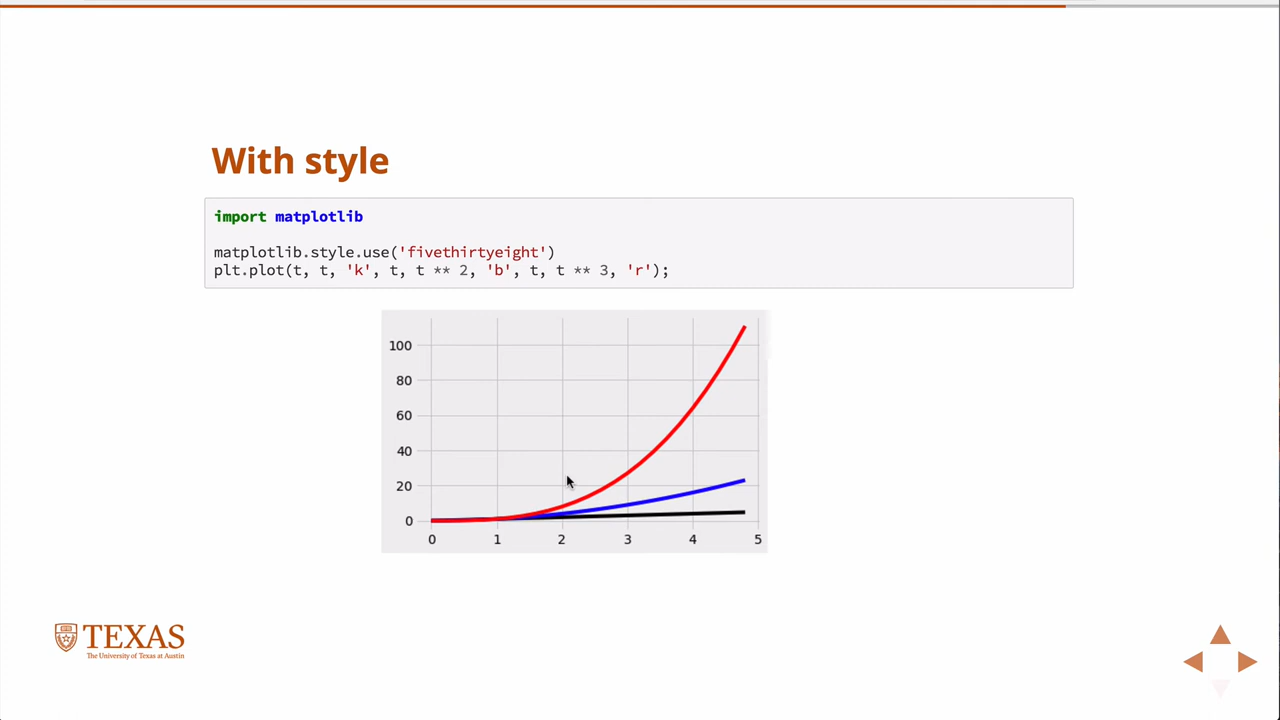 With style
import matplotlib
matplotlib.style.use('fivethirtyeight')
plt.plot(t, t, 'k', t, t ** 2, 'b', t, t ** 3, 'r');
100
80
60
40
20
0
0 1 2 3 4 5
TEXAS
The University of Texas at Austin